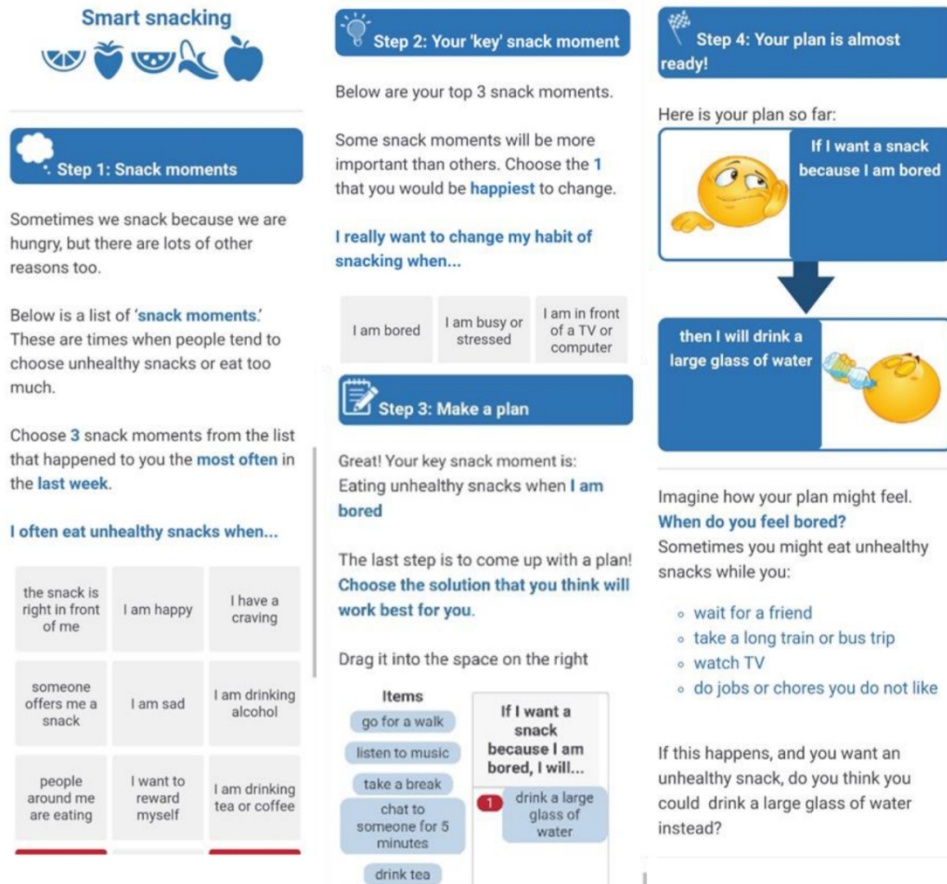 Smart snacking
Step 1: Snack moments
Sometimes we snack because we are
hungry, but there are lots of other
reasons too.
Below is a list of 'snack moments.'
These are times when people tend to
choose unhealthy snacks or eat too
much.
Choose 3 snack moments from the list
that happened to you the most often in
the last week.
I often eat unhealthy snacks when...
the snack is
right in front
of me
I am happy
I have a
craving
someone
offers me a
snack
I am sad
I am drinking
alcohol
people
around me
are eating
I want to
reward
myself
I am drinking
tea or coffee
Step 2: Your 'key' snack moment
Below are your top 3 snack moments.
Some snack moments will be more
important than others. Choose the 1
that you would be happiest to change.
I really want to change my habit of
snacking when...
I am bored
I am busy or
stressed
I am in front
of a TV or
computer
Step 3: Make a plan
Great! Your key snack moment is:
Eating unhealthy snacks when I am
bored
The last step is to come up with a plan!
Choose the solution that you think will
work best for you.
Drag it into the space on the right
Items
go for a walk
listen to music
take a break
chat to
someone for 5
minutes
drink tea
If I want a
snack
because I am
bored, I will...
1
drink a large
glass of
water
Step 4: Your plan is almost
ready!
Here is your plan so far:
If I want a snack
because I am bored
then I will drink a
large glass of water
Imagine how your plan might feel.
When do you feel bored?
Sometimes you might eat unhealthy
snacks while you:
wait for a friend
take a long train or bus trip
watch TV
do jobs or chores you do not like
If this happens, and you want an
unhealthy snack, do you think you
could drink a large glass of water
instead?